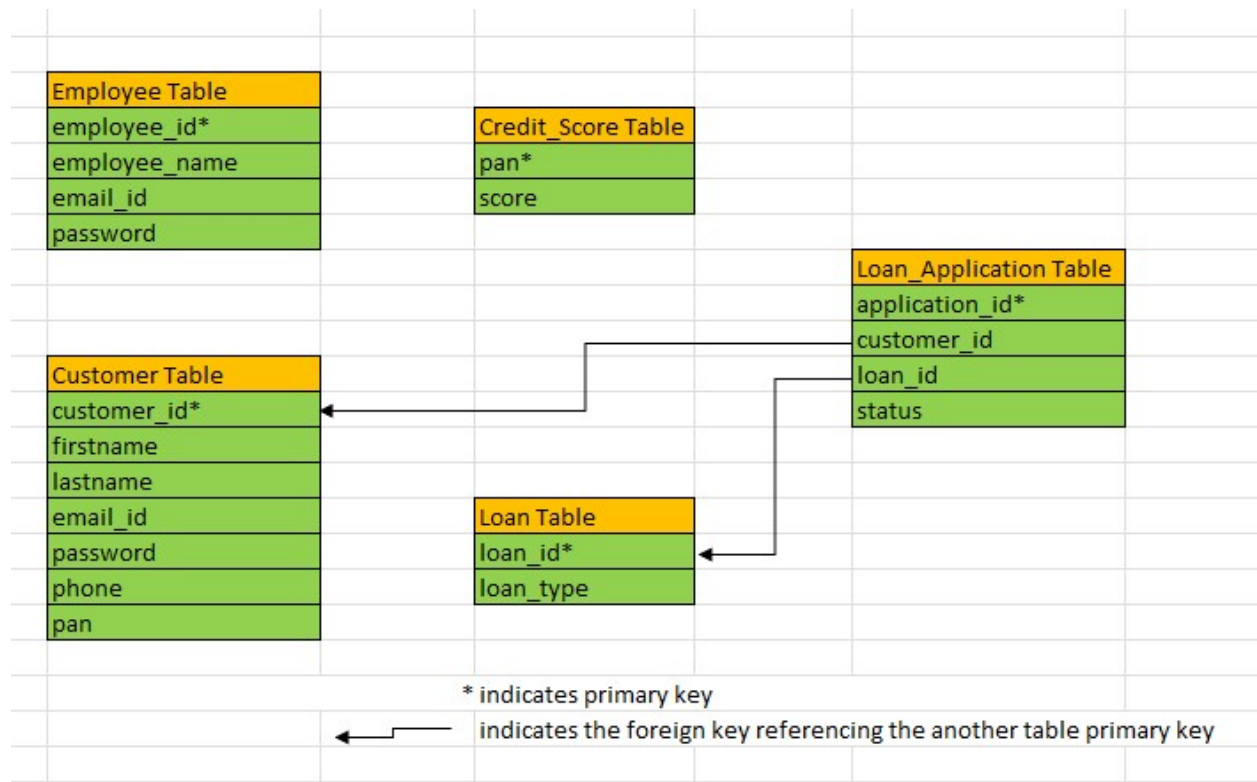 Employee Table
employee_id*
employee_name
email_id
password
Credit_Score Table
pan*
score
Loan_Application Table
application_id*
customer_id
loan_id
status
Customer Table
customer_id*
firstname
lastname
email_id
password
phone
pan
Loan Table
loan_id*
loan_type
* indicates primary key
indicates the foreign key referencing the another table primary key